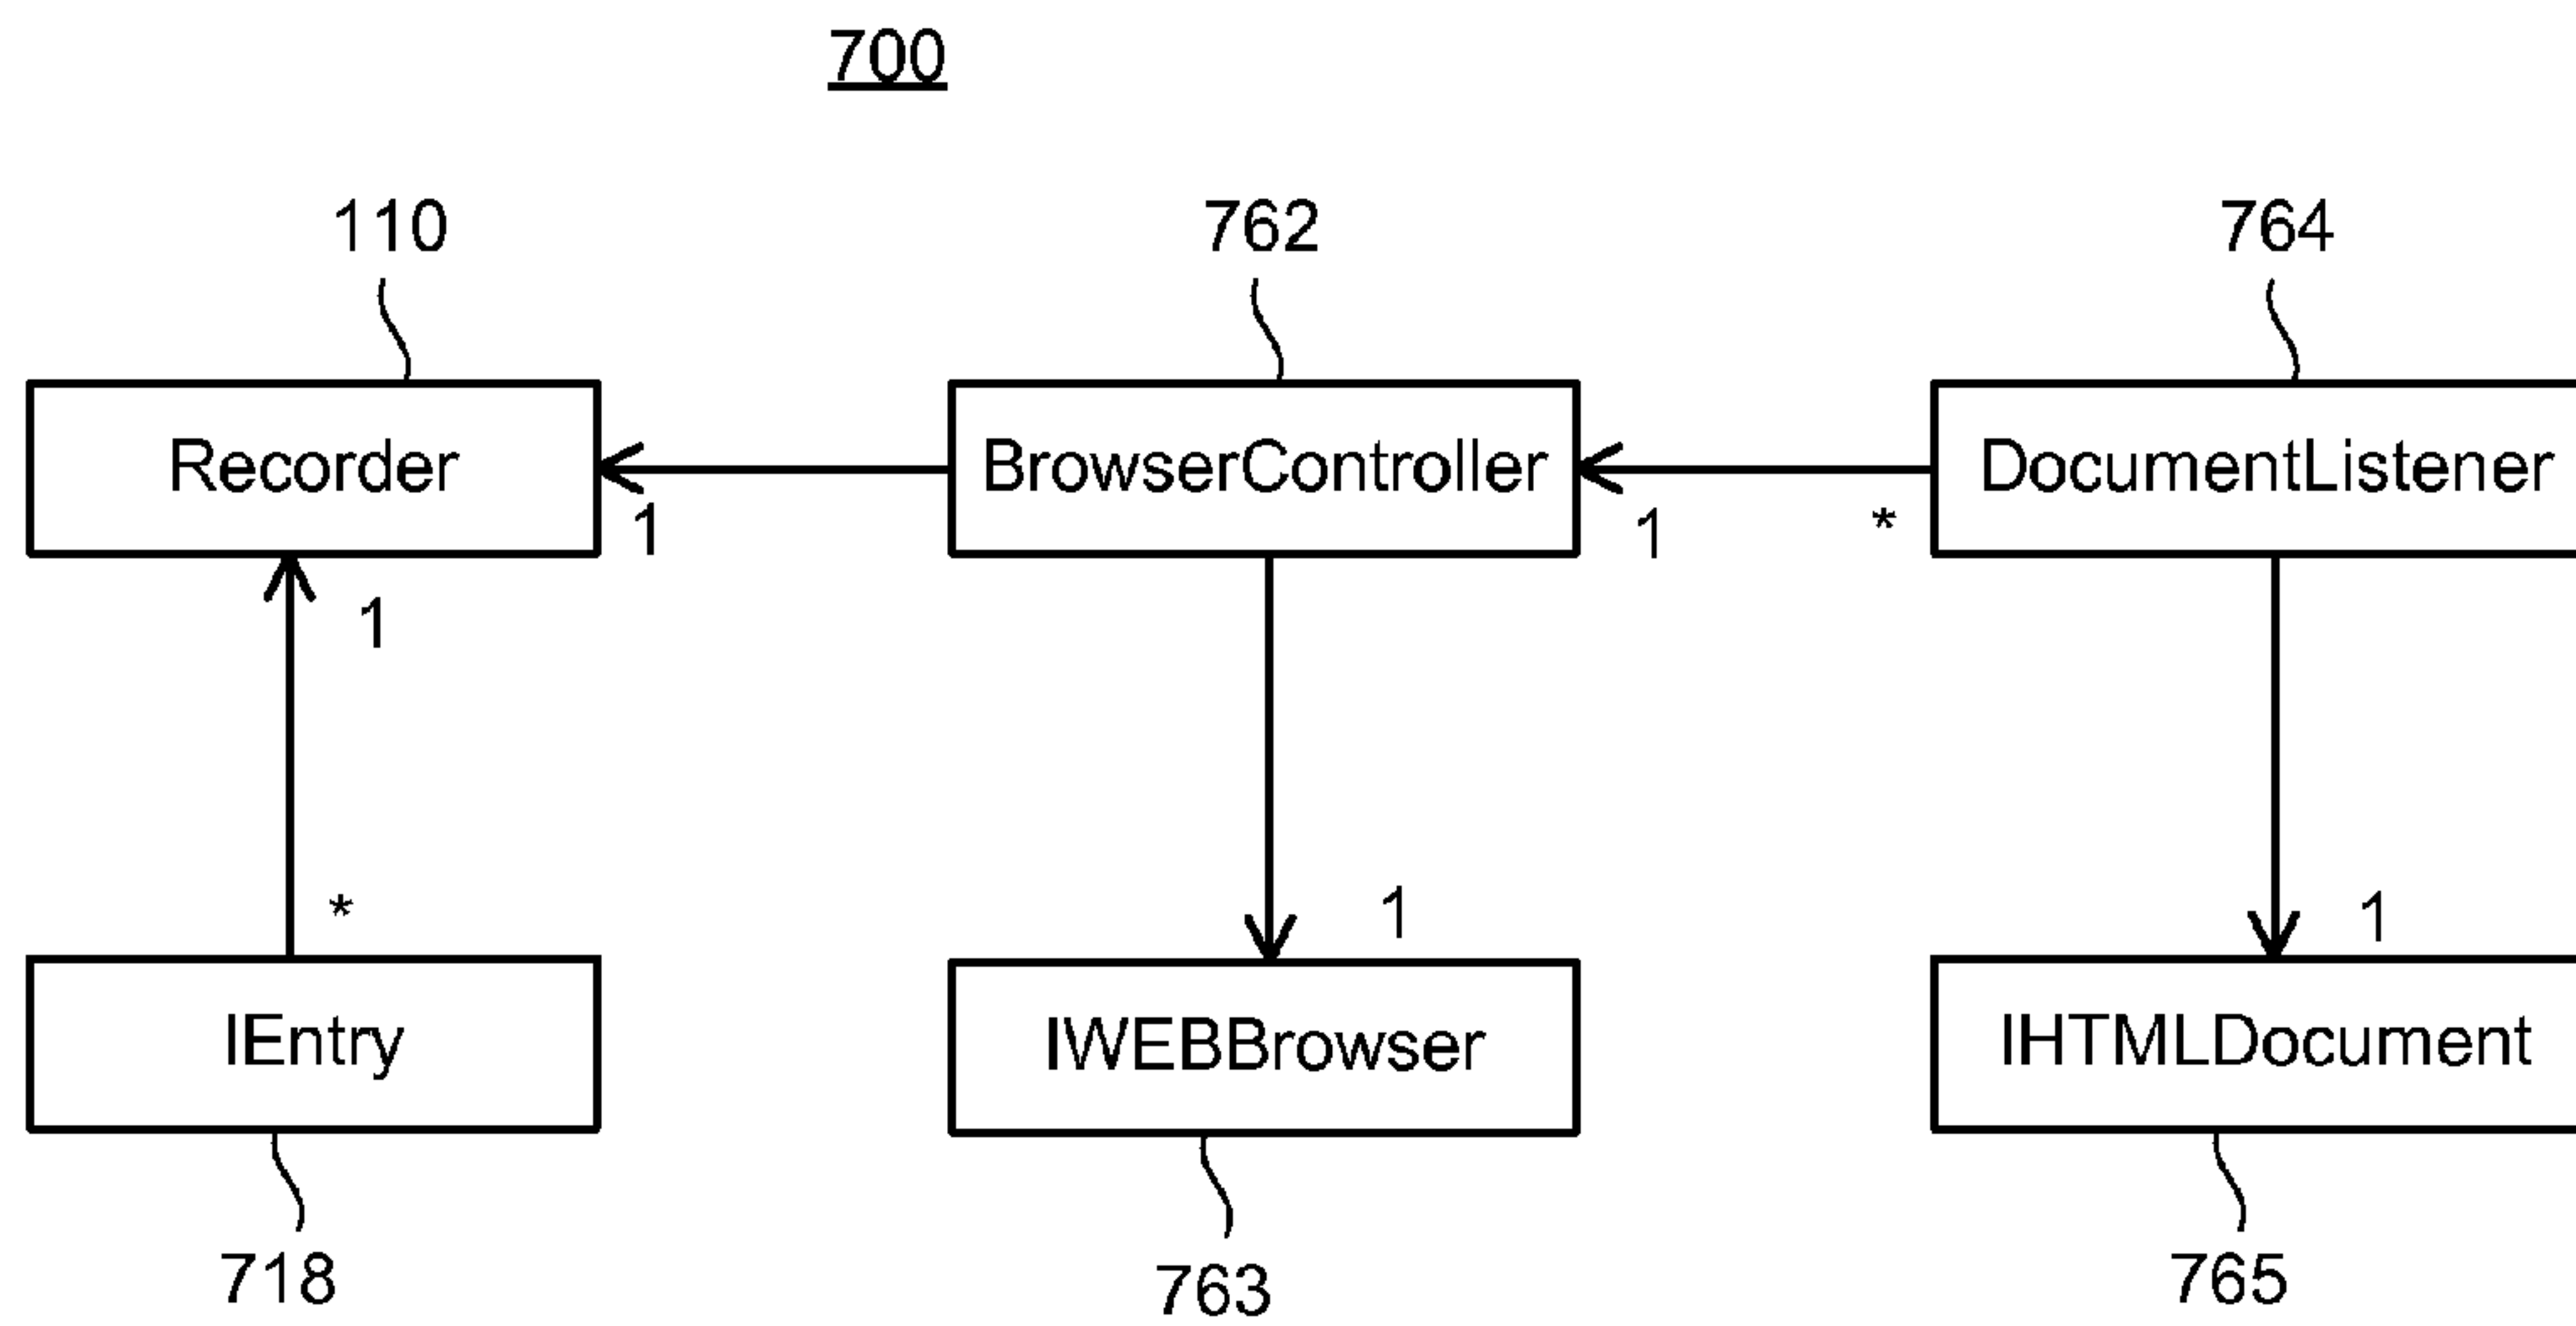 700
110 762 764
Recorder BrowserController DocumentListener
1 1 *
1
* 1 1
IEntry IWEBBrowser IHTMLDocument
718 763 765